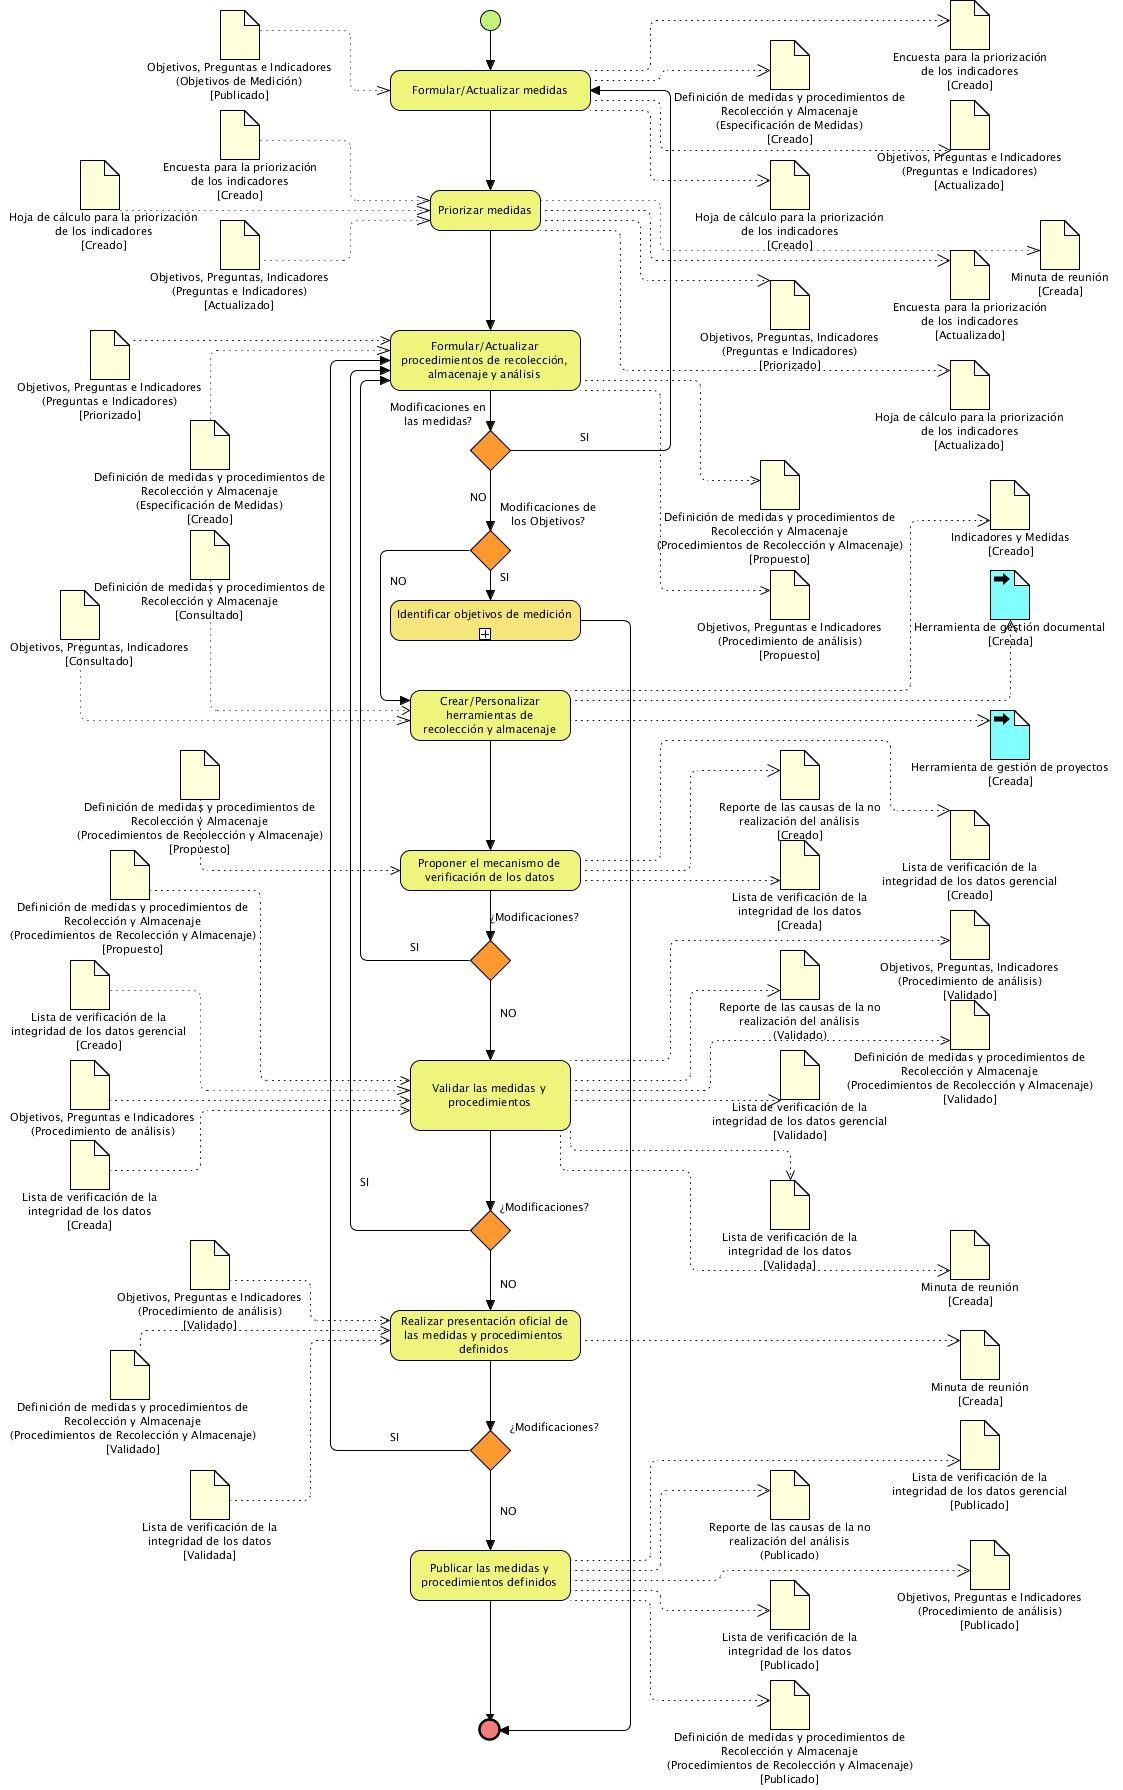 Objetivos, Preguntas e Indicadores
(Objetivos de Medición)
[Publicado]
Formular/Actualizar medidas
Encuesta para la priorización
de los indicadores
[Creado]
Definición de medidas y procedimientos de
Recolección y Almacenaje
(Especificación de Medidas)
[Creado]
Objetivos, Preguntas e Indicadores
(Preguntas e Indicadores)
[Actualizado]
Encuesta para la priorización
de los indicadores
[Creado]
Hoja de cálculo para la priorización
de los indicadores
[Creado]
Objetivos, Preguntas, Indicadores
(Preguntas e Indicadores)
[Actualizado]
Priorizar medidas
Hoja de cálculo para la priorización
de los indicadores
[Creado]
Minuta de reunión
[Creada]
Encuesta para la priorización
de los indicadores
[Actualizado]
Objetivos, Preguntas, Indicadores
(Preguntas e Indicadores)
[Priorizado]
Hoja de cálculo para la priorización
de los indicadores
[Actualizado]
Formular/Actualizar
procedimientos de recolección,
almacenaje y análisis
Objetivos, Preguntas e Indicadores
(Preguntas e Indicadores)
[Priorizado]
Definición de medidas y procedimientos de
Recolección y Almacenaje
(Especificación de Medidas)
[Creado]
Modificaciones en
las medidas?
SI
NO
Modificaciones de
los Objetivos?
Definición de medidas y procedimientos de
Recolección y Almacenaje
(Procedimientos de Recolección y Almacenaje)
[Propuesto]
Indicadores y Medidas
[Creado]
NO
SI
Identificar objetivos de medición
Definición de medidas y procedimientos de
Recolección y Almacenaje
[Consultado]
Objetivos, Preguntas, Indicadores
[Consultado]
Objetivos, Preguntas e Indicadores
(Procedimiento de análisis)
[Propuesto]
Herramienta de gestión documental
[Creada]
Crear/Personalizar
herramientas de
recolección y almacenaje
Herramienta de gestión de proyectos
[Creada]
Definición de medidas y procedimientos de
Recolección y Almacenaje
(Procedimientos de Recolección y Almacenaje)
[Propuesto]
Reporte de las causas de la no
realización del análisis
[Creado]
Proponer el mecanismo de
verificación de los datos
Lista de verificación de la
integridad de los datos gerencial
[Creado]
Lista de verificación de la
integridad de los datos
[Creada]
Definición de medidas y procedimientos de
Recolección y Almacenaje
(Procedimientos de Recolección y Almacenaje)
[Propuesto]
¿Modificaciones?
SI
NO
Objetivos, Preguntas, Indicadores
(Procedimiento de análisis)
[Validado]
Reporte de las causas de la no
realización del análisis
(Validado)
Lista de verificación de la
integridad de los datos gerencial
[Creado]
Definición de medidas y procedimientos de
Recolección y Almacenaje
(Procedimientos de Recolección y Almacenaje)
[Validado]
Validar las medidas y
procedimientos
Objetivos, Preguntas e Indicadores
(Procedimiento de análisis)
Lista de verificación de la
integridad de los datos gerencial
[Validado]
Lista de verificación de la
integridad de los datos
[Creada]
SI
¿Modificaciones?
NO
Lista de verificación de la
integridad de los datos
[Validada]
Minuta de reunión
[Creada]
Objetivos, Preguntas e Indicadores
(Procedimiento de análisis)
[Validado]
Realizar presentación oficial de
las medidas y procedimientos
definidos
Minuta de reunión
[Creada]
Definición de medidas y procedimientos de
Recolección y Almacenaje
(Procedimientos de Recolección y Almacenaje)
[Validado]
¿Modificaciones?
SI
NO
Lista de verificación de la
integridad de los datos
[Validada]
Lista de verificación de la
integridad de los datos gerencial
[Publicado]
Reporte de las causas de la no
realización del análisis
(Publicado)
Publicar las medidas y
procedimientos definidos
Objetivos, Preguntas e Indicadores
(Procedimiento de análisis)
[Publicado]
Lista de verificación de la
integridad de los datos
[Publicado]
Definición de medidas y procedimientos de
Recolección y Almacenaje
(Procedimientos de Recolección y Almacenaje)
[Publicado]